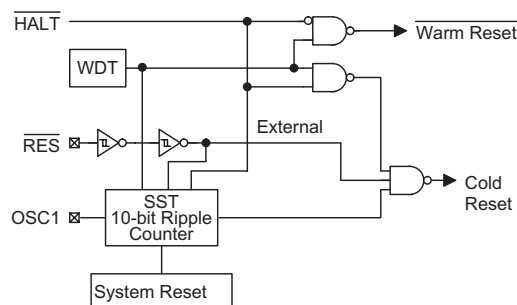 HALT
Warm Reset
WDT
External
RES
Cold
Reset
SST
10-bit Ripple
Counter
OSC1
System Reset